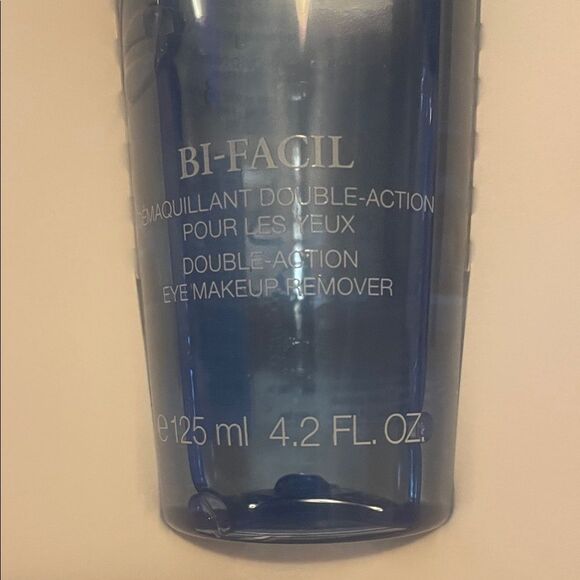 BI-FACIL
DÉMAQUILLANT DOUBLE-ACTION
POUR LES YEUX
DOUBLE-ACTION
EYE MAKEUP REMOVER
e 125 ml 4.2 FL. OZ.